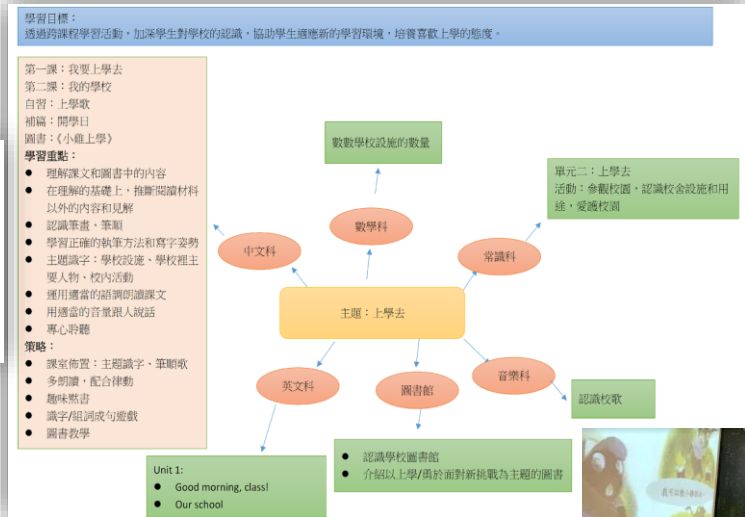 學習目標：
透過跨課程學習活動，加深學生對學校的認識，協助學生適應新的學習環境，培養喜歡上學的態度。
第一課：我要上學去
第二課：我的學校
自習：上學歌
補篇：開學日
圖書：《小雞上學》
學習重點：
● 理解課文和圖書中的內容
● 在理解的基礎上，推斷閱讀材料
以外的內容和見解
● 認識筆畫、筆順
● 學習正確的執筆方法和寫字姿勢
● 主題識字：學校設施、學校裡主
要人物、校內活動
● 運用適當的語調朗讀課文
● 用適當的音量跟人說話
● 專心聆聽
策略：
● 課室佈置：主題識字、筆順歌
● 多朗讀，配合律動
● 趣味默書
● 識字/組詞成句遊戲
● 圖書教學
數數學校設施的數量
單元二：上學去
活動：參觀校園，認識校舍設施和用
途，愛護校園
中文科
數學科
常識科
主題：上學去
英文科
圖書館
音樂科
認識校歌
Unit 1:
● Good morning, class!
● Our school
● 認識學校圖書館
● 介紹以上學/勇於面對新挑戰為主題的圖書